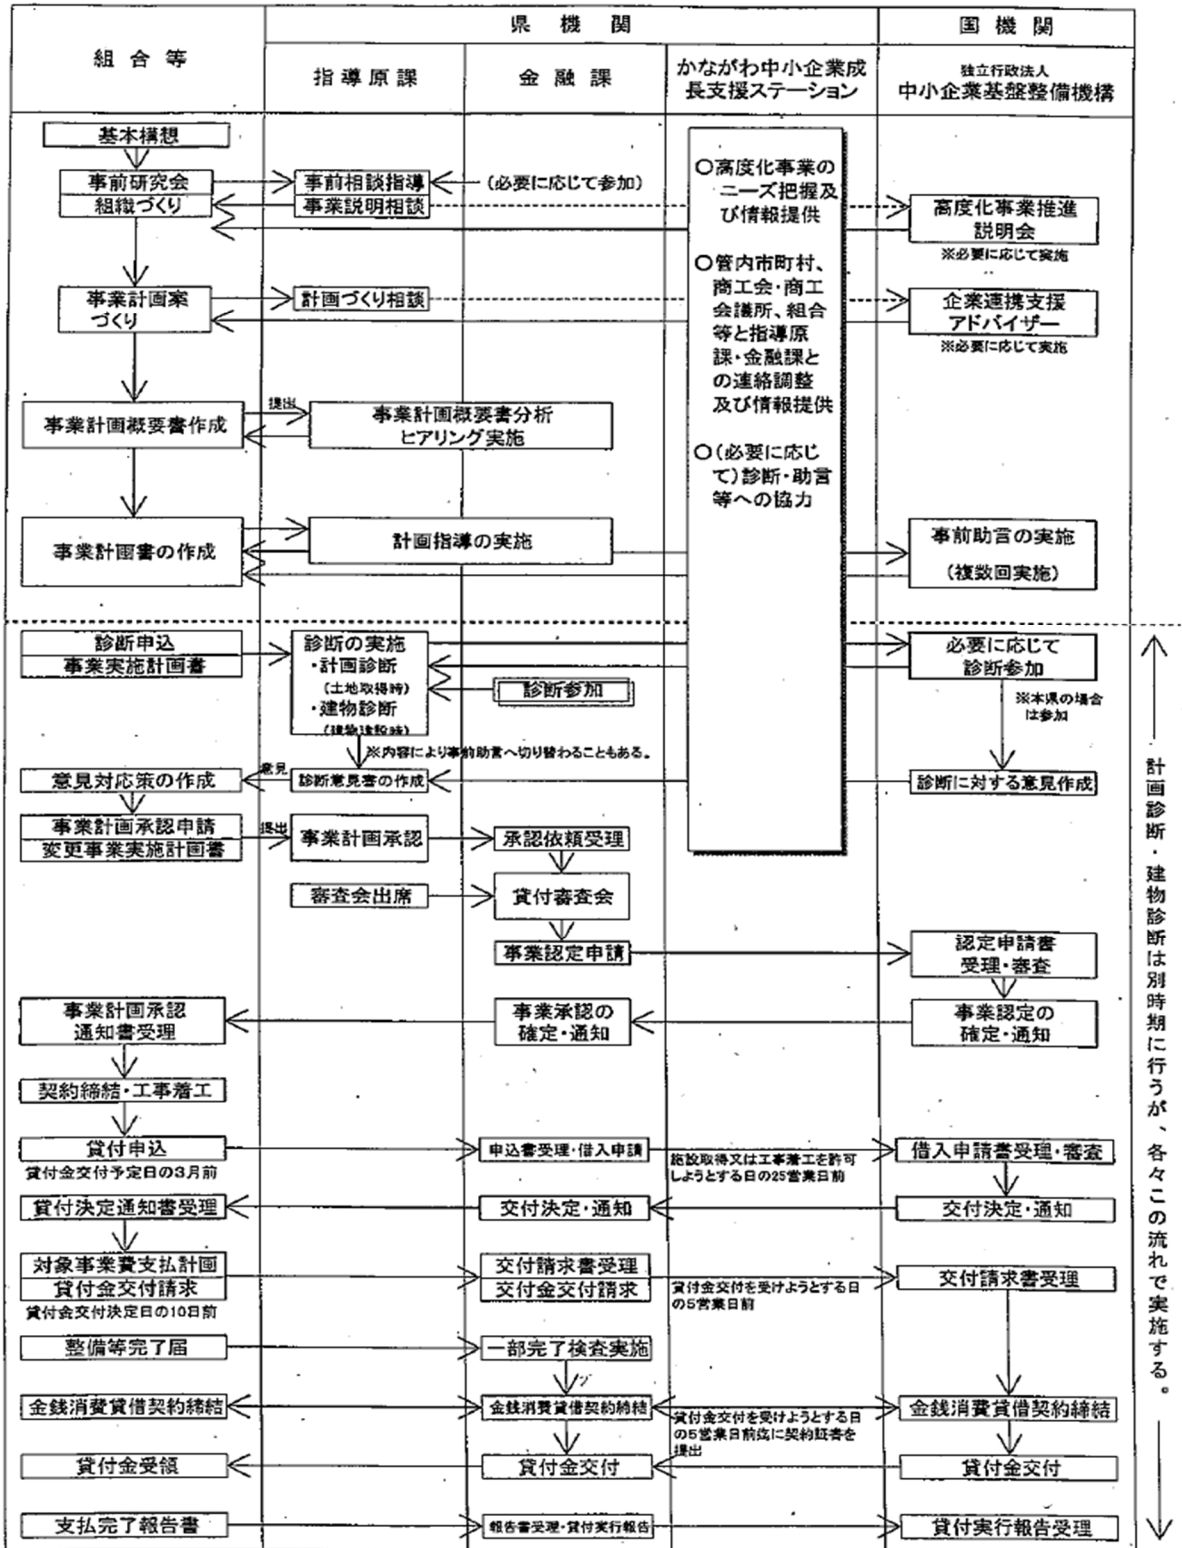 組合等
県機関
国機関
指導原課
金融課
かながわ中小企業成
長支援ステーション
独立行政法人
中小企業基盤整備機構
基本構想
事前研究会
組織づくり
事前相談指導
事業説明相談
(必要に応じて参加)
○高度化事業の
ニーズ把握及
び情報提供
○管内市町村、
商工会・商工
会議所、組合
等と指導原
課・金融課と
の連絡調整
及び情報提供
○(必要に応じ
て)診断・助言
等への協力
高度化事業推進
説明会
※必要に応じて実施
事業計画案
づくり
計画づくり相談
企業連携支援
アドバイザー
※必要に応じて実施
事業計画概要書作成
提出
事業計画概要書分析
ヒアリング実施
事業計画書の作成
計画指導の実施
事前助言の実施
(複数回実施)
診断申込
事業実施計画書
診断の実施
・計画診断
(土地取得時)
・建物診断
(建物建設時)
診断参加
必要に応じて
診断参加
※本県の場合
は参加
※内容により事前助言へ切り替わることもある。
意見対応策の作成
意見
診断意見書の作成
診断に対する意見作成
事業計画承認申請
変更事業実施計画書
提出
事業計画承認
承認依頼受理
審査会出席
貸付審査会
事業認定申請
認定申請書
受理・審査
事業計画承認
通知書受理
事業承認の
確定・通知
事業認定の
確定・通知
契約締結・工事着工
貸付申込
貸付金交付予定日の3月前
申込書受理・借入申請
施設取得又は工事着工を許可
しようとする日の25営業日前
借入申請書受理・審査
貸付決定通知書受理
交付決定・通知
交付決定・通知
対象事業費支払計画
貸付金交付請求
貸付金交付決定日の10日前
交付請求書受理
交付金交付請求
貸付金交付を受けようとする日
の5営業日前
交付請求書受理
整備等完了届
一部完了検査実施
金銭消費貸借契約締結
金銭消費貸借契約締結
貸付金交付を受けようとする日
の5営業日前迄に契約証書を
提出
金銭消費貸借契約締結
貸付金受領
貸付金交付
貸付金交付
支払完了報告書
報告書受理・貸付実行報告
貸付実行報告受理
計画診断・建物診断は別時期に行うが、各々この流れで実施する。